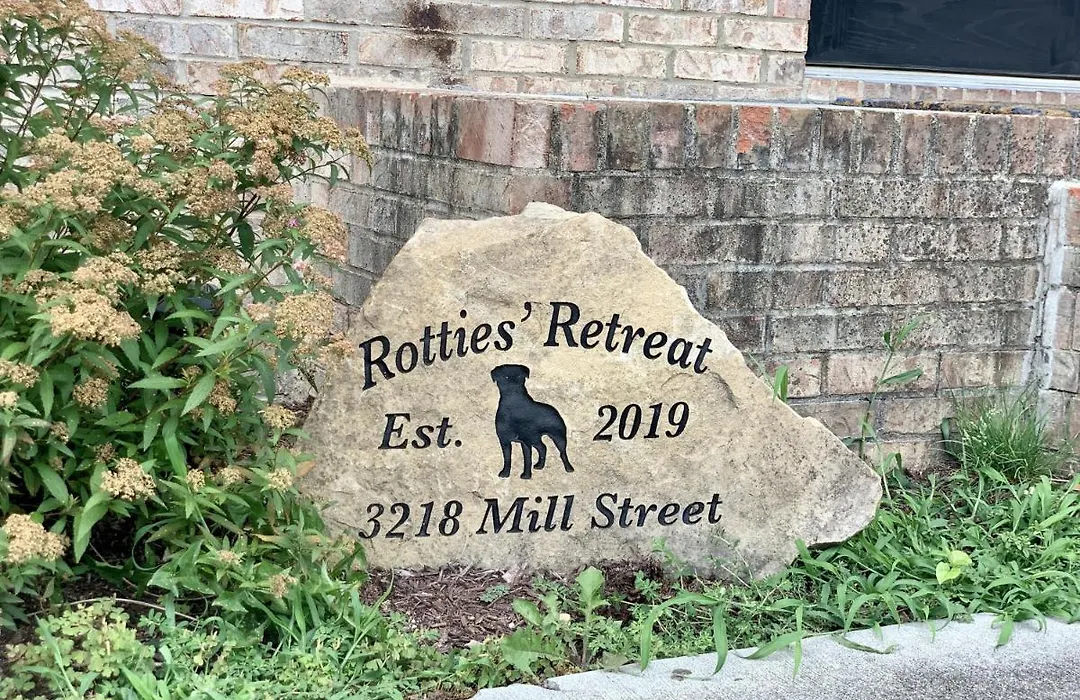 Rotties’ Retreat
Est. 2019
3218 Mill Street